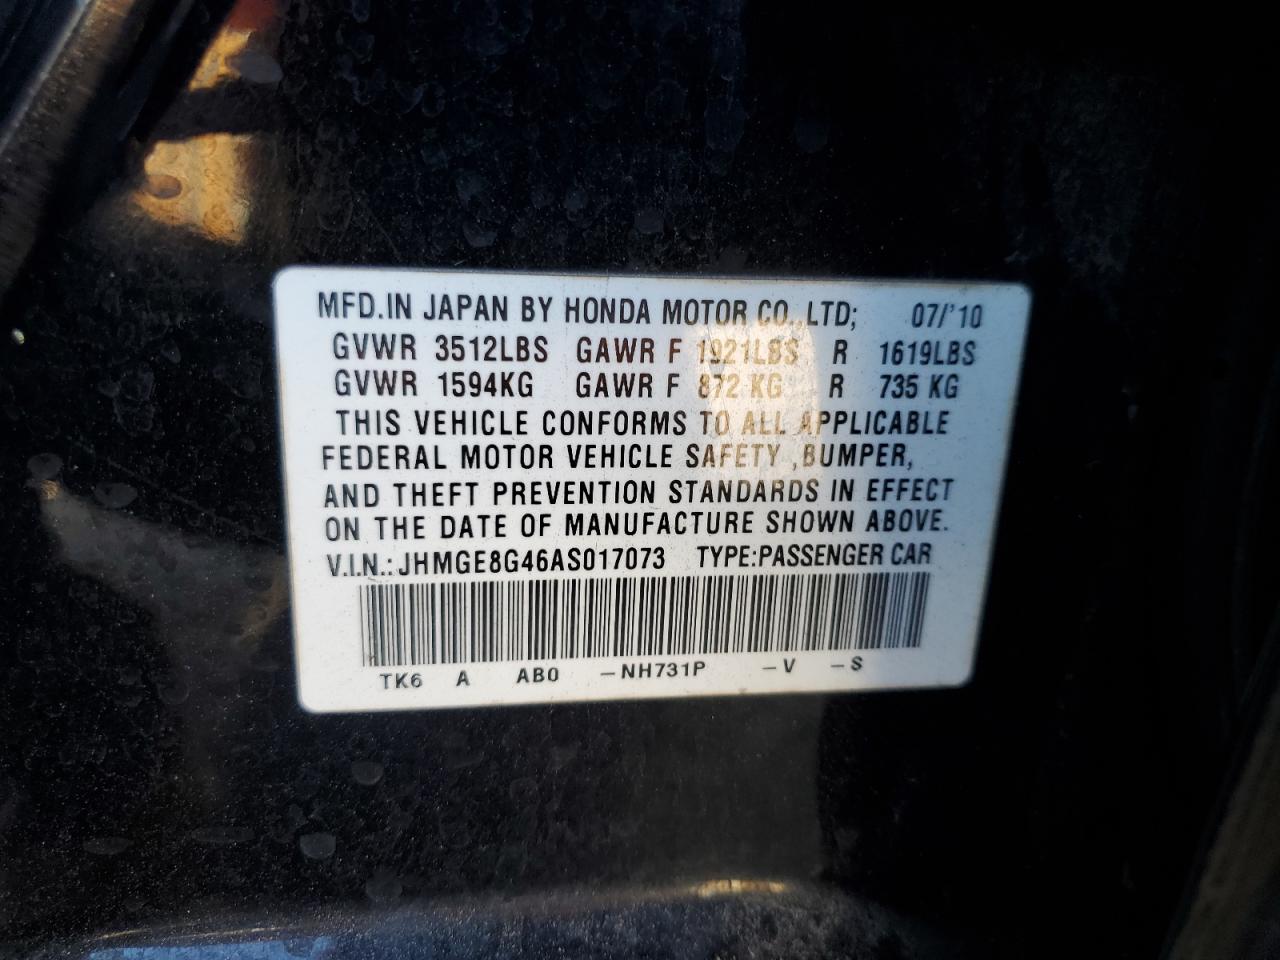 MFD.IN JAPAN BY HONDA MOTOR CO.,LTD; 07/'10
GVWR 3512LBS GAWR F 1921LBS R 1619LBS
GVWR 1594KG GAWR F 872 KG R 735 KG
THIS VEHICLE CONFORMS TO ALL APPLICABLE
FEDERAL MOTOR VEHICLE SAFETY ,BUMPER,
AND THEFT PREVENTION STANDARDS IN EFFECT
ON THE DATE OF MANUFACTURE SHOWN ABOVE.
V.I.N.:JHMGE8G46AS017073 TYPE:PASSENGER CAR
TK6 A AB0 -NH731P -V -S